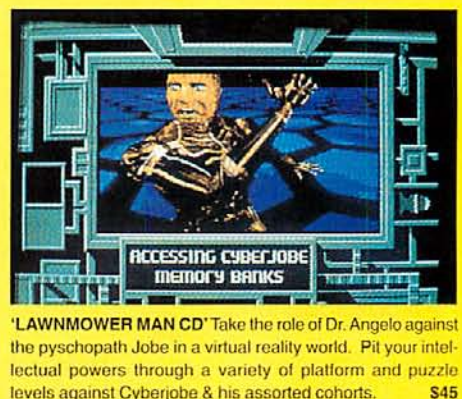 ACCESSING CYBERJOBE
MEMORY BANKS
'LAWNMOWER MAN CD' Take the role of Dr. Angelo against
the pyschopath Jobe in a virtual reality world. Pit your intel-
lectual powers through a variety of platform and puzzle
levels against Cyberjobe & his assorted cohorts. $45